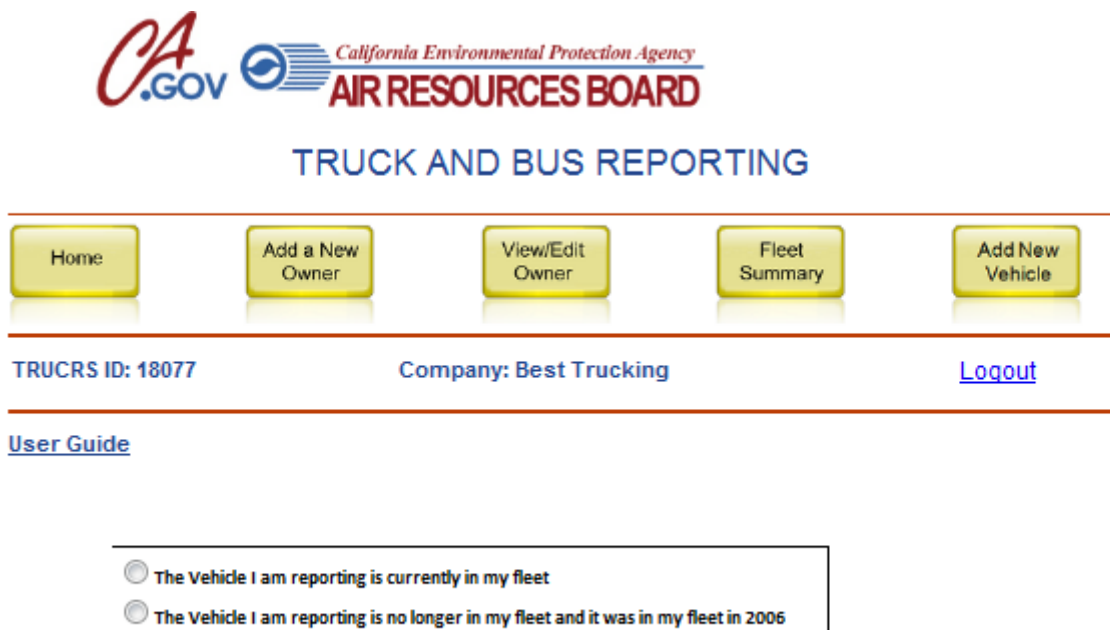 CA.GOV
California Environmental Protection Agency
AIR RESOURCES BOARD
TRUCK AND BUS REPORTING
Home
Add a New
Owner
View/Edit
Owner
Fleet
Summary
Add New
Vehicle
TRUCRS ID: 18077 Company: Best Trucking Logout
User Guide
The Vehicle I am reporting is currently in my fleet
The Vehicle I am reporting is no longer in my fleet and it was in my fleet in 2006